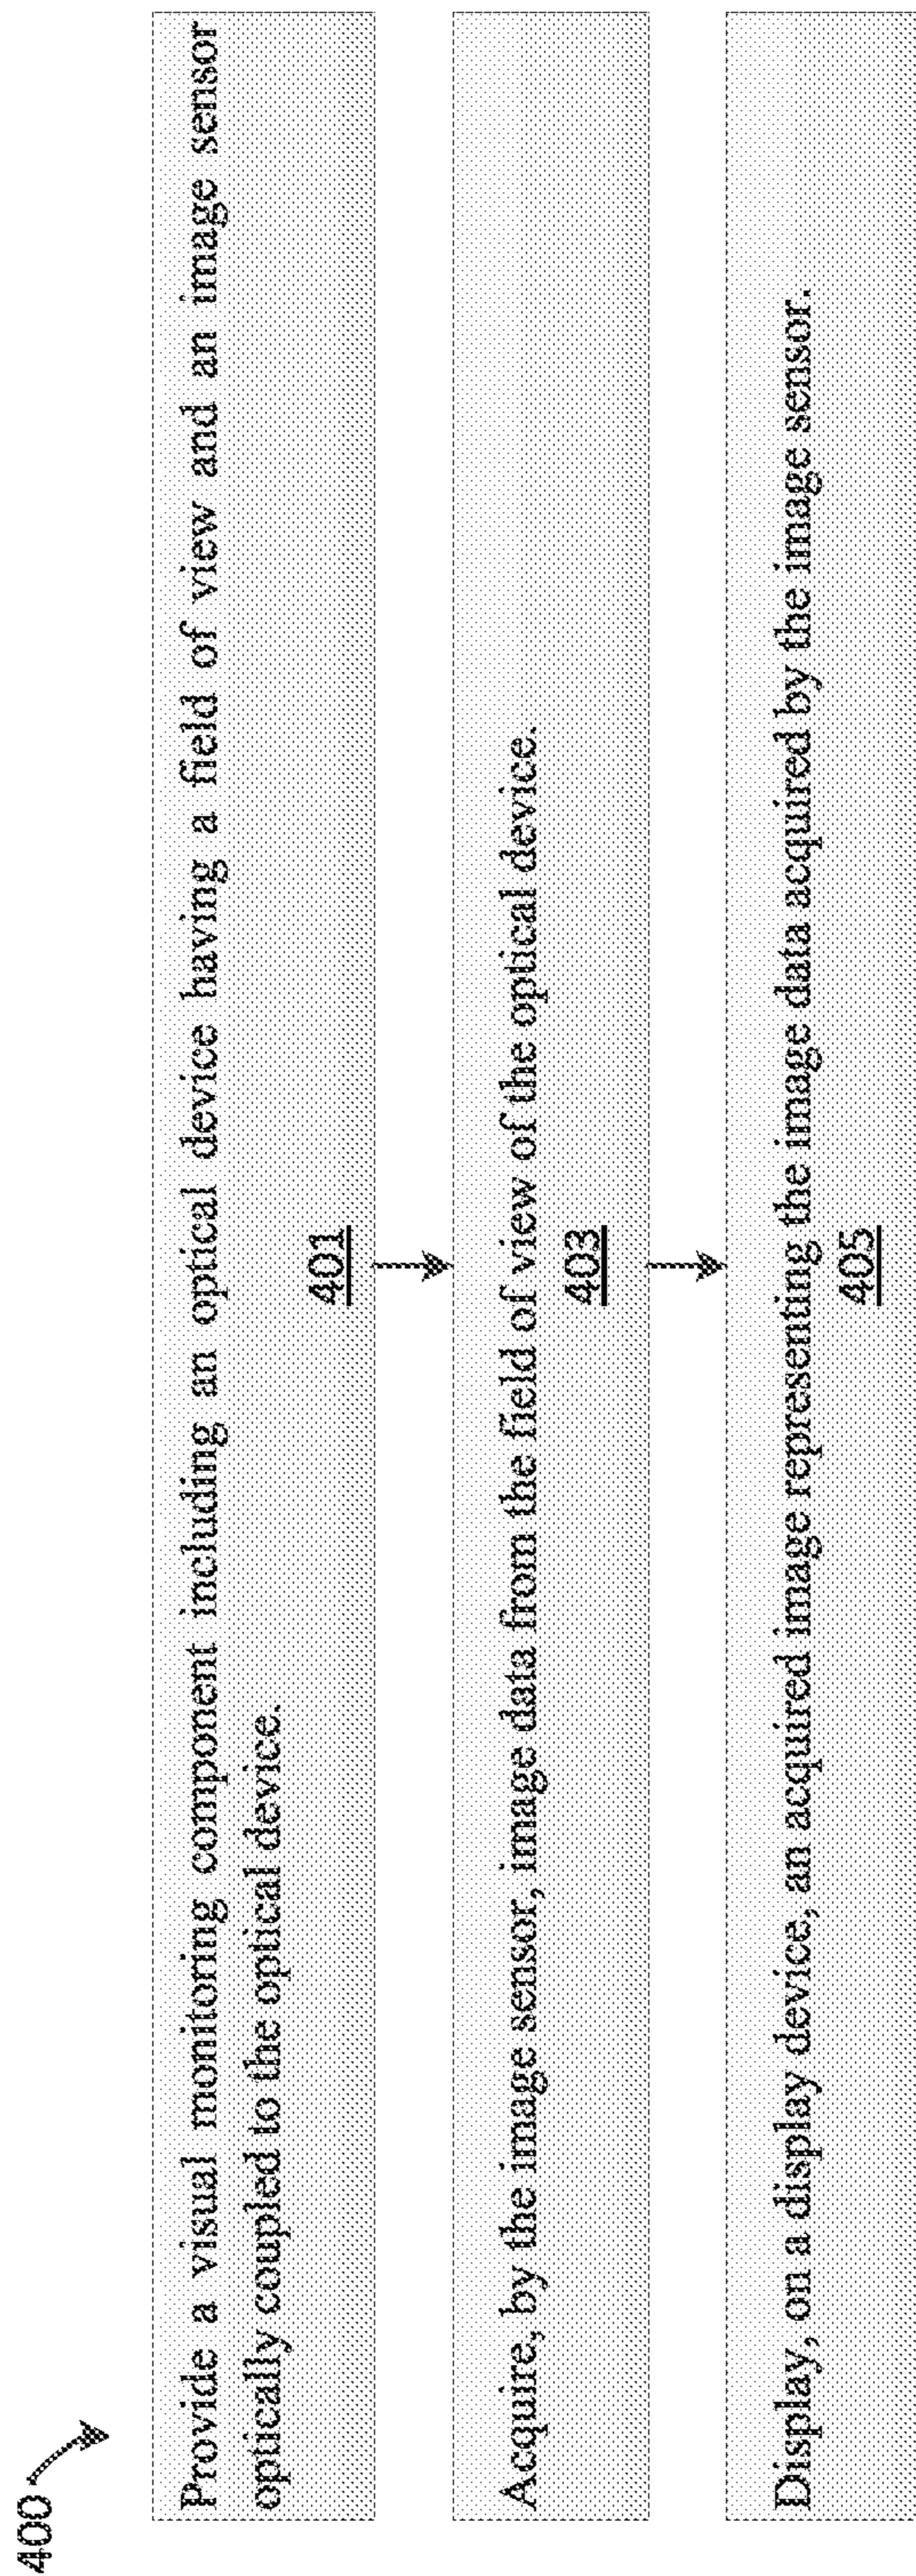 400
Provide a visual monitoring component including an optical device having a field of view and an image sensor
optically coupled to the optical device.
401
Acquire, by the image sensor, image data from the field of view of the optical device.
403
Display, on a display device, an acquired image representing the image data acquired by the image sensor.
405